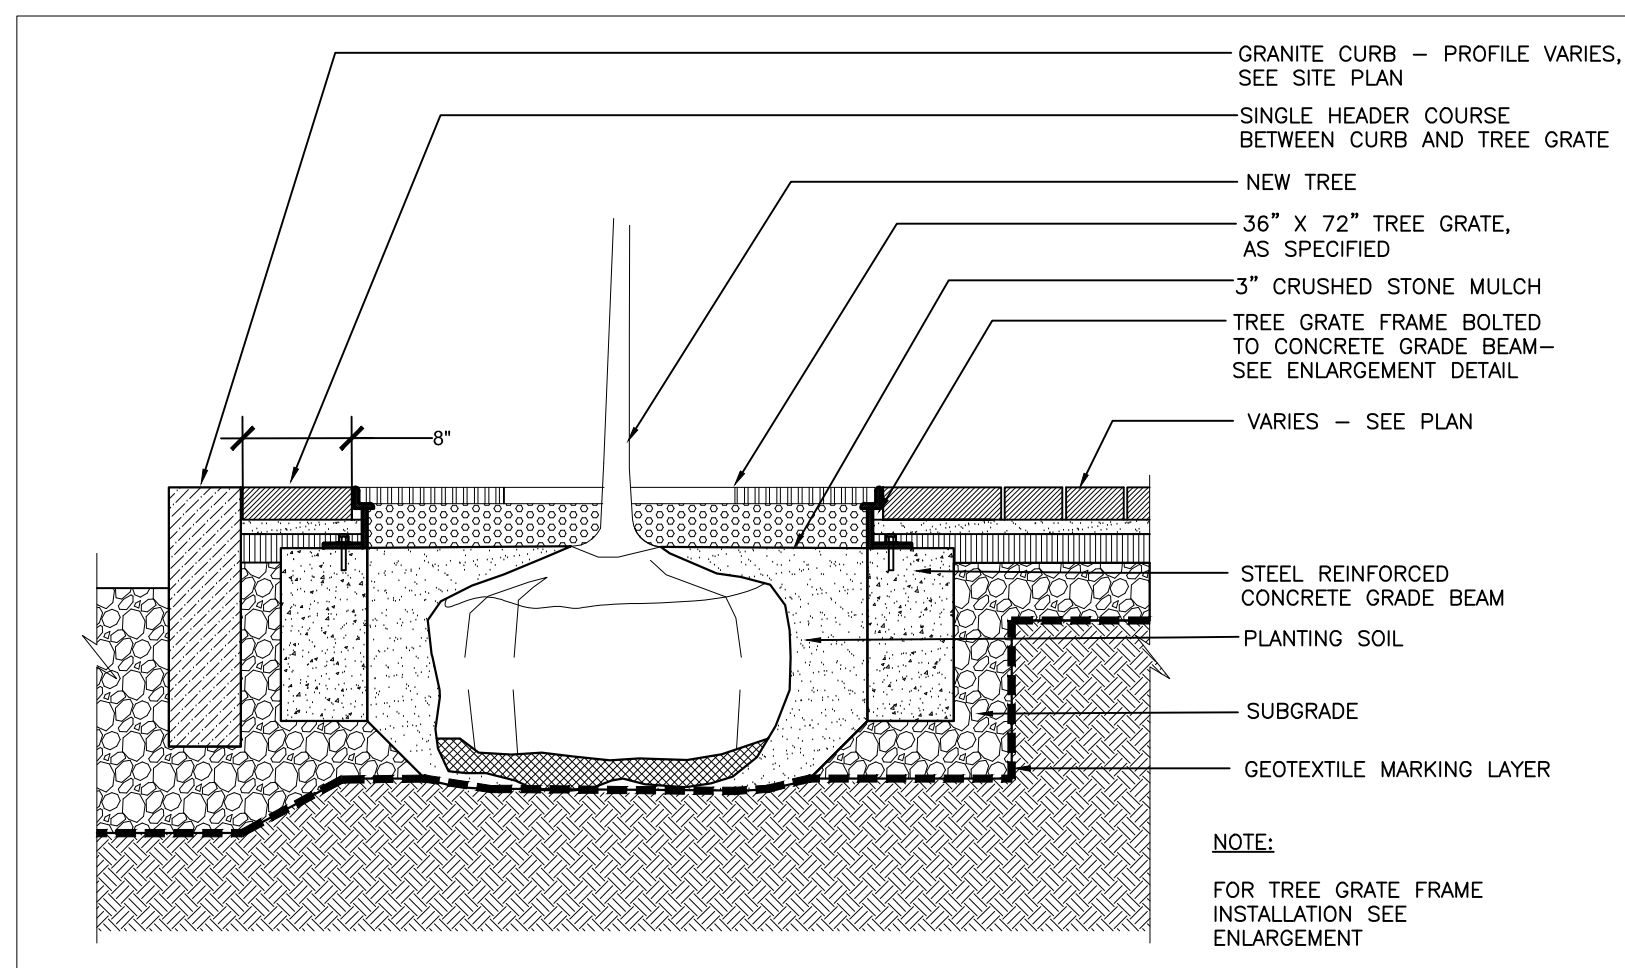 GRANITE CURB – PROFILE VARIES,
SEE SITE PLAN
SINGLE HEADER COURSE
BETWEEN CURB AND TREE GRATE
NEW TREE
36” X 72” TREE GRATE,
AS SPECIFIED
3” CRUSHED STONE MULCH
TREE GRATE FRAME BOLTED
TO CONCRETE GRADE BEAM–
SEE ENLARGEMENT DETAIL
VARIES – SEE PLAN
8"
STEEL REINFORCED
CONCRETE GRADE BEAM
PLANTING SOIL
SUBGRADE
GEOTEXTILE MARKING LAYER
NOTE:
FOR TREE GRATE FRAME
INSTALLATION SEE
ENLARGEMENT